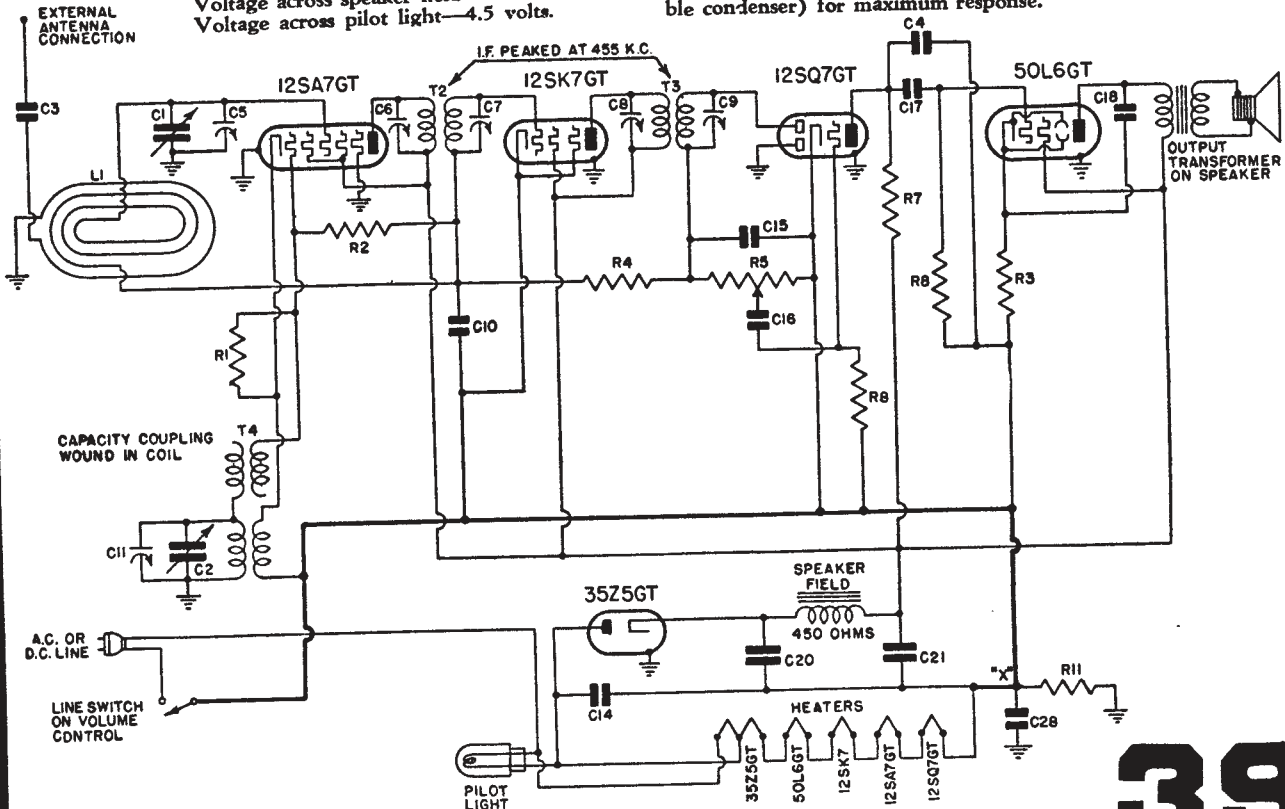 Voltage across speaker
Voltage across pilot light—4.5 volts.
ble condenser) for maximum response.
EXTERNAL
ANTENNA
CONNECTION
I.F. PEAKED AT 455 K.C.
C4
12SA7GT
T2
12SK7GT
T3
12SQ7GT
50L6GT
C3
C1
C5
C6
C7
C8
C9
C17
C18
OUTPUT
TRANSFORMER
ON SPEAKER
L1
R2
R4
C15
R5
R7
R8
R3
C10
C16
R1
R8
CAPACITY COUPLING
WOUND IN COIL
T4
C11
C2
SPEAKER
FIELD
35Z5GT
450 OHMS
A.C. OR
D.C. LINE
C20
C21
"X"
R11
LINE SWITCH
ON VOLUME
CONTROL
C14
HEATERS
C28
PILOT
LIGHT
35Z5GT
50L6GT
12SK7
12SA7GT
12SQ7GT
39